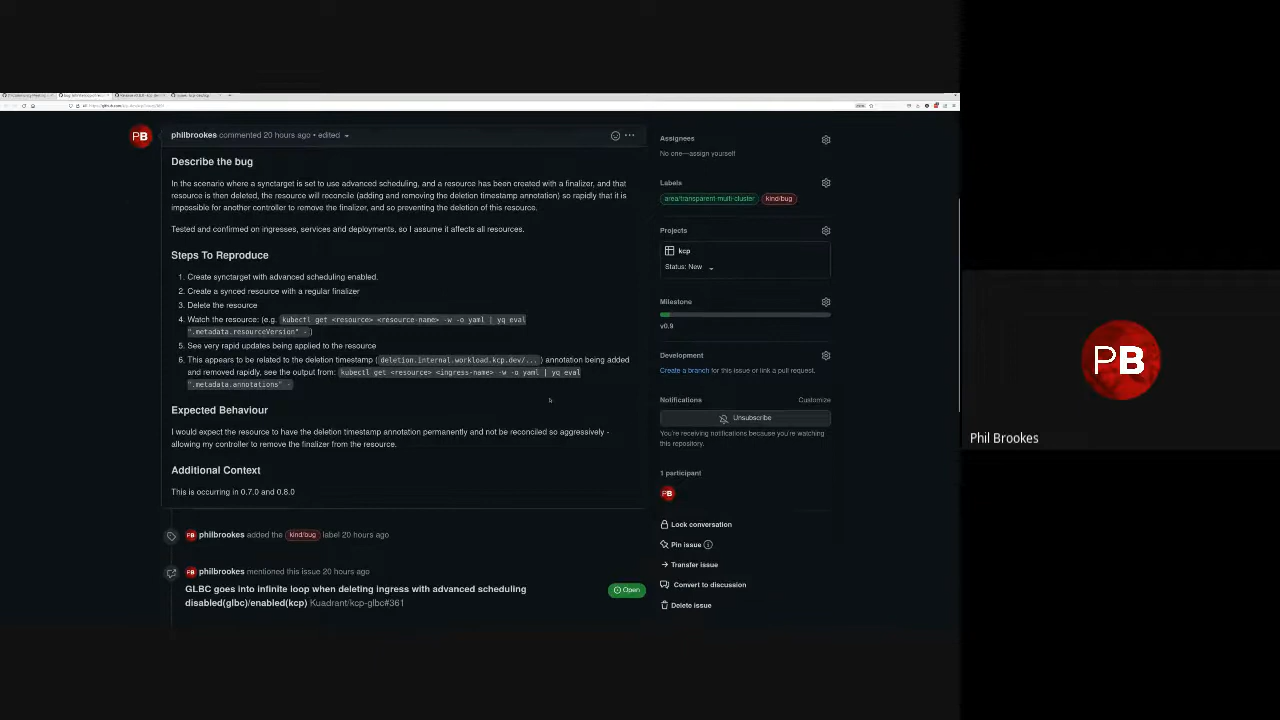 philbrookes commented 20 hours ago • edited
Describe the bug
In the scenario where a synctarget is set to use advanced scheduling, and a resource has been created with a finalizer, and that
resource is then deleted, the resource will reconcile (adding and removing the deletion timestamp annotation) so rapidly that it is
impossible for another controller to remove the finalizer, and so preventing the deletion of this resource.
Tested and confirmed on ingresses, services and deployments, so I assume it affects all resources.
Steps To Reproduce
1. Create synctarget with advanced scheduling enabled.
2. Create a synced resource with a regular finalizer
3. Delete the resource
4. Watch the resource: (e.g. kubectl get <resource> <resource-name> -w -o yaml | yq eval
".metadata.resourceVersion" - )
5. See very rapid updates being applied to the resource
6. This appears to be related to the deletion timestamp ( deletion.internal.workload.kcp.dev/... ) annotation being added
and removed rapidly, see the output from: kubectl get <resource> <ingress-name> -w -o yaml | yq eval
".metadata.annotations" -
Expected Behaviour
I would expect the resource to have the deletion timestamp annotation permanently and not be reconciled so aggressively -
allowing my controller to remove the finalizer from the resource.
Additional Context
This is occurring in 0.7.0 and 0.8.0
PB philbrookes added the kind/bug label 20 hours ago
PB philbrookes mentioned this issue 20 hours ago
GLBC goes into infinite loop when deleting ingress with advanced scheduling
disabled(glbc)/enabled(kcp) Kuadrant/kcp-glbc#361
Open
Assignees
No one—assign yourself
Labels
area/transparent-multi-cluster kind/bug
Projects
kcp
Status: New
Milestone
v0.9
Development
Create a branch for this issue or link a pull request.
Notifications Customize
Unsubscribe
You're receiving notifications because you're watching
this repository.
1 participant
PB
Lock conversation
Pin issue
Transfer issue
Convert to discussion
Delete issue
PB
PB
Phil Brookes